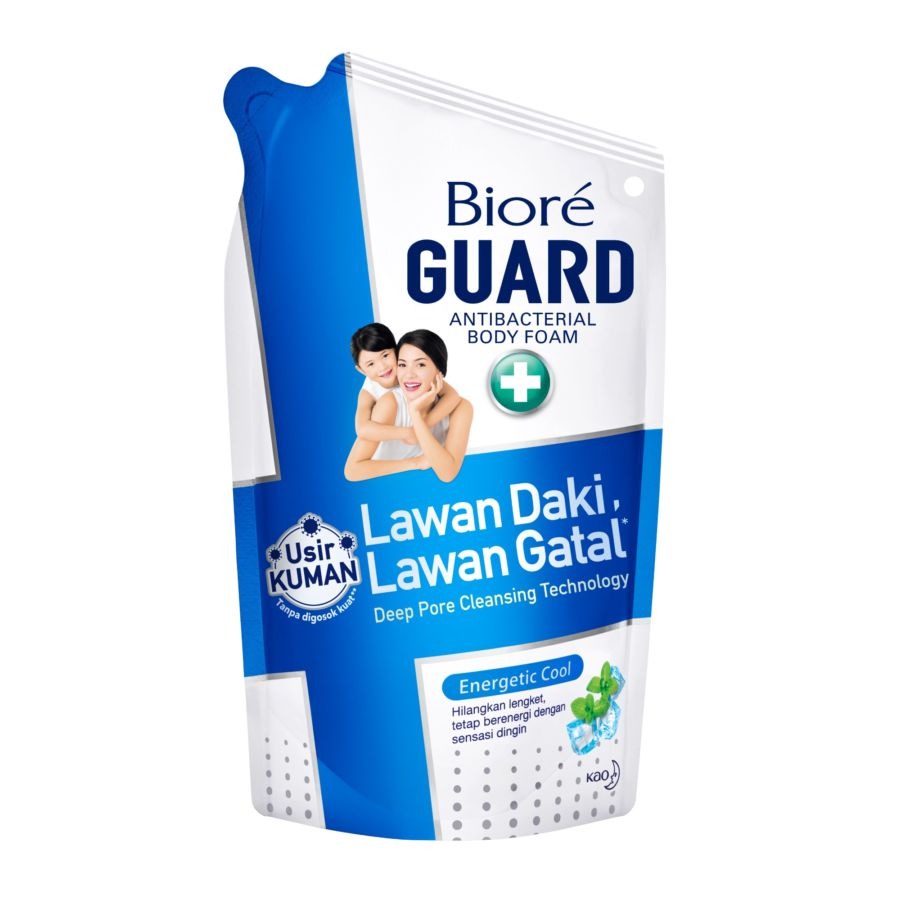 Bioré
GUARD
ANTIBACTERIAL
BODY FOAM
Lawan Daki,
Lawan Gatal*
Deep Pore Cleansing Technology
Usir
KUMAN
Tanpa digosok kuat**
Energetic Cool
Hilangkan lengket,
tetap berenergi dengan
sensasi dingin
Kao